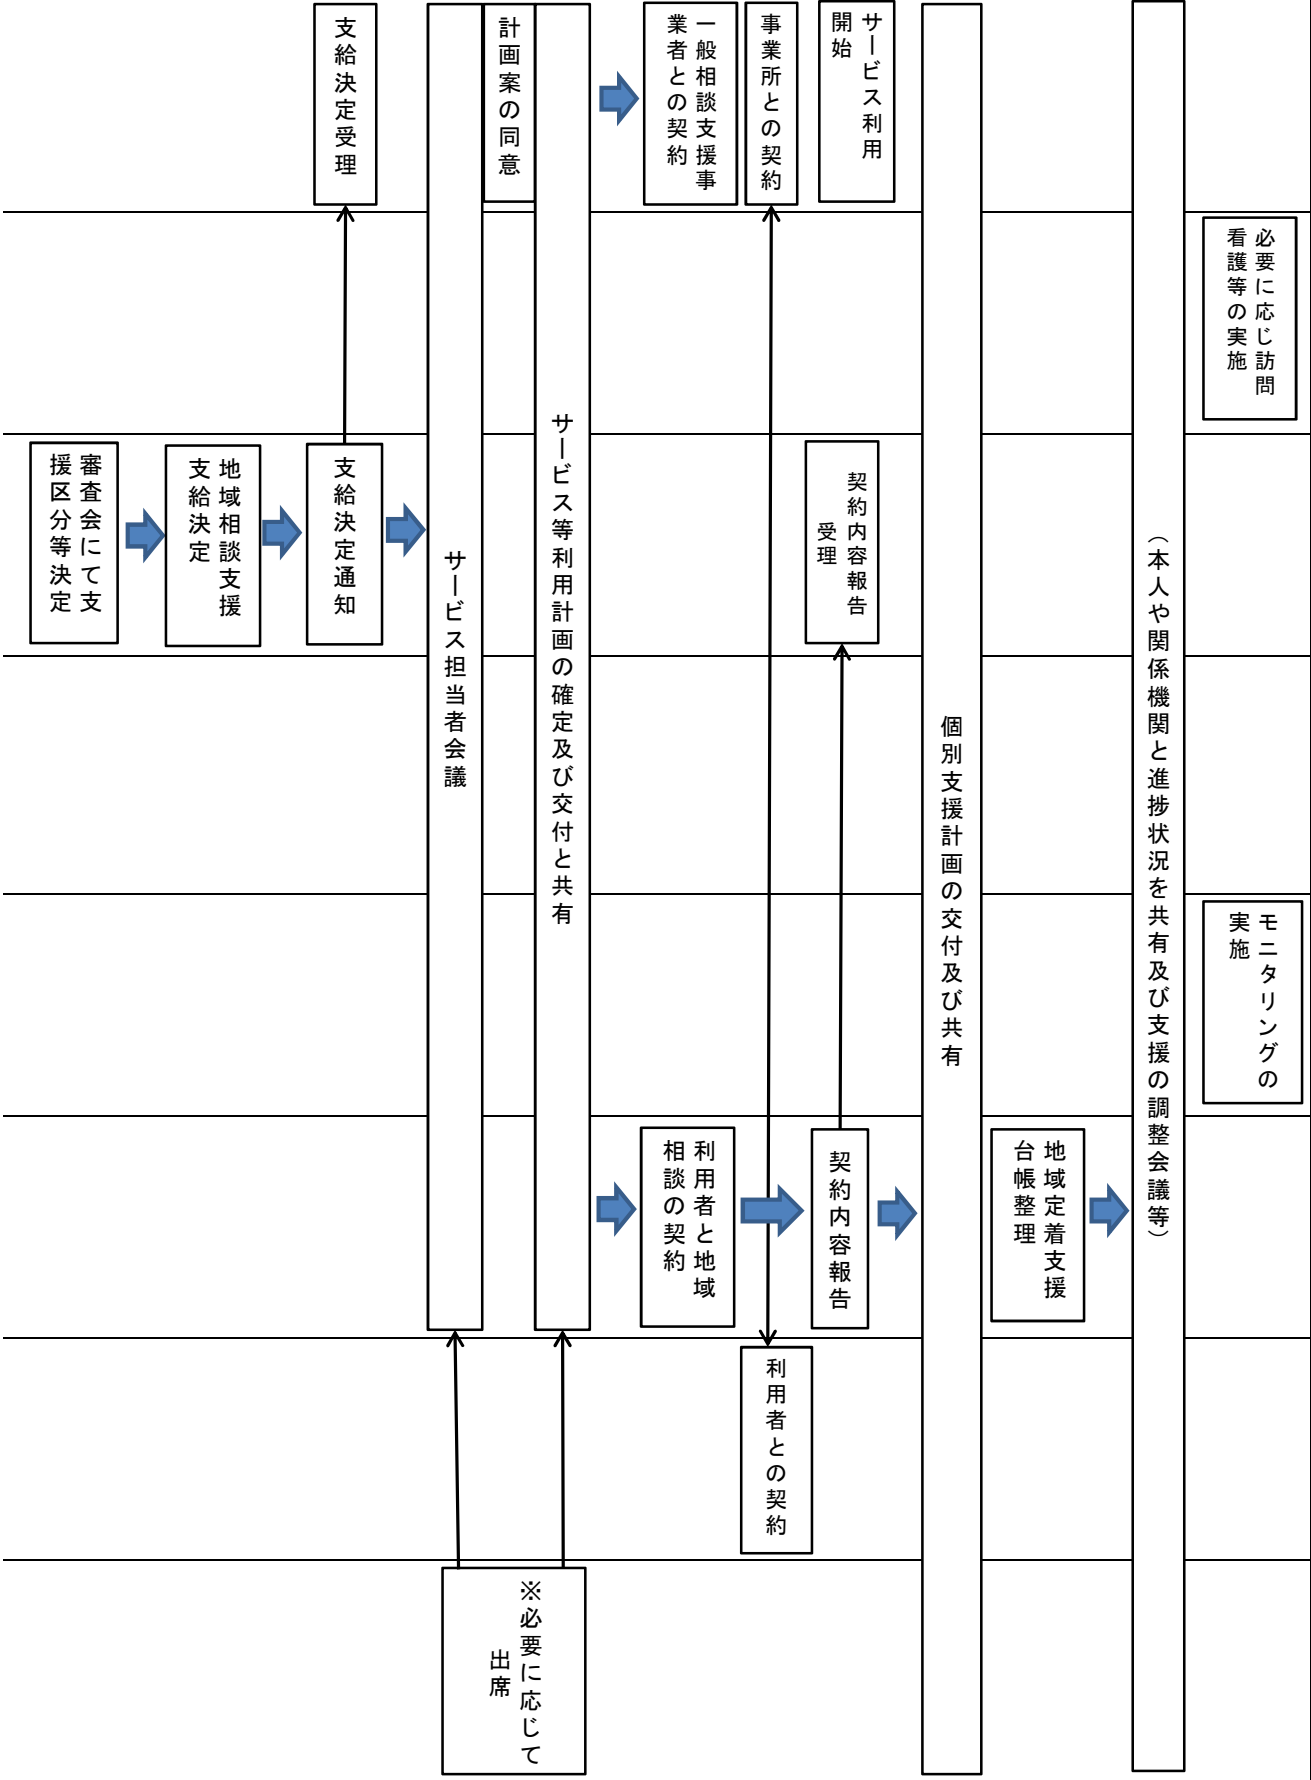 支給決定受理
計画案の同意
一般相談支援事
業者との契約
事業所との契約
サービス利用
開始
必要に応じ訪問
看護等の実施
審査会にて支
援区分等決定
地域相談支援
支給決定
支給決定通知
サービス担当者会議
サービス等利用計画の確定及び交付と共有
契約内容報告
受理
個別支援計画の交付及び共有
（本人や関係機関と進捗状況を共有及び支援の調整会議等）
モニタリングの
実施
利用者と地域
相談の契約
契約内容報告
地域定着支援
台帳整理
利用者との契約
※必要に応じて
出席